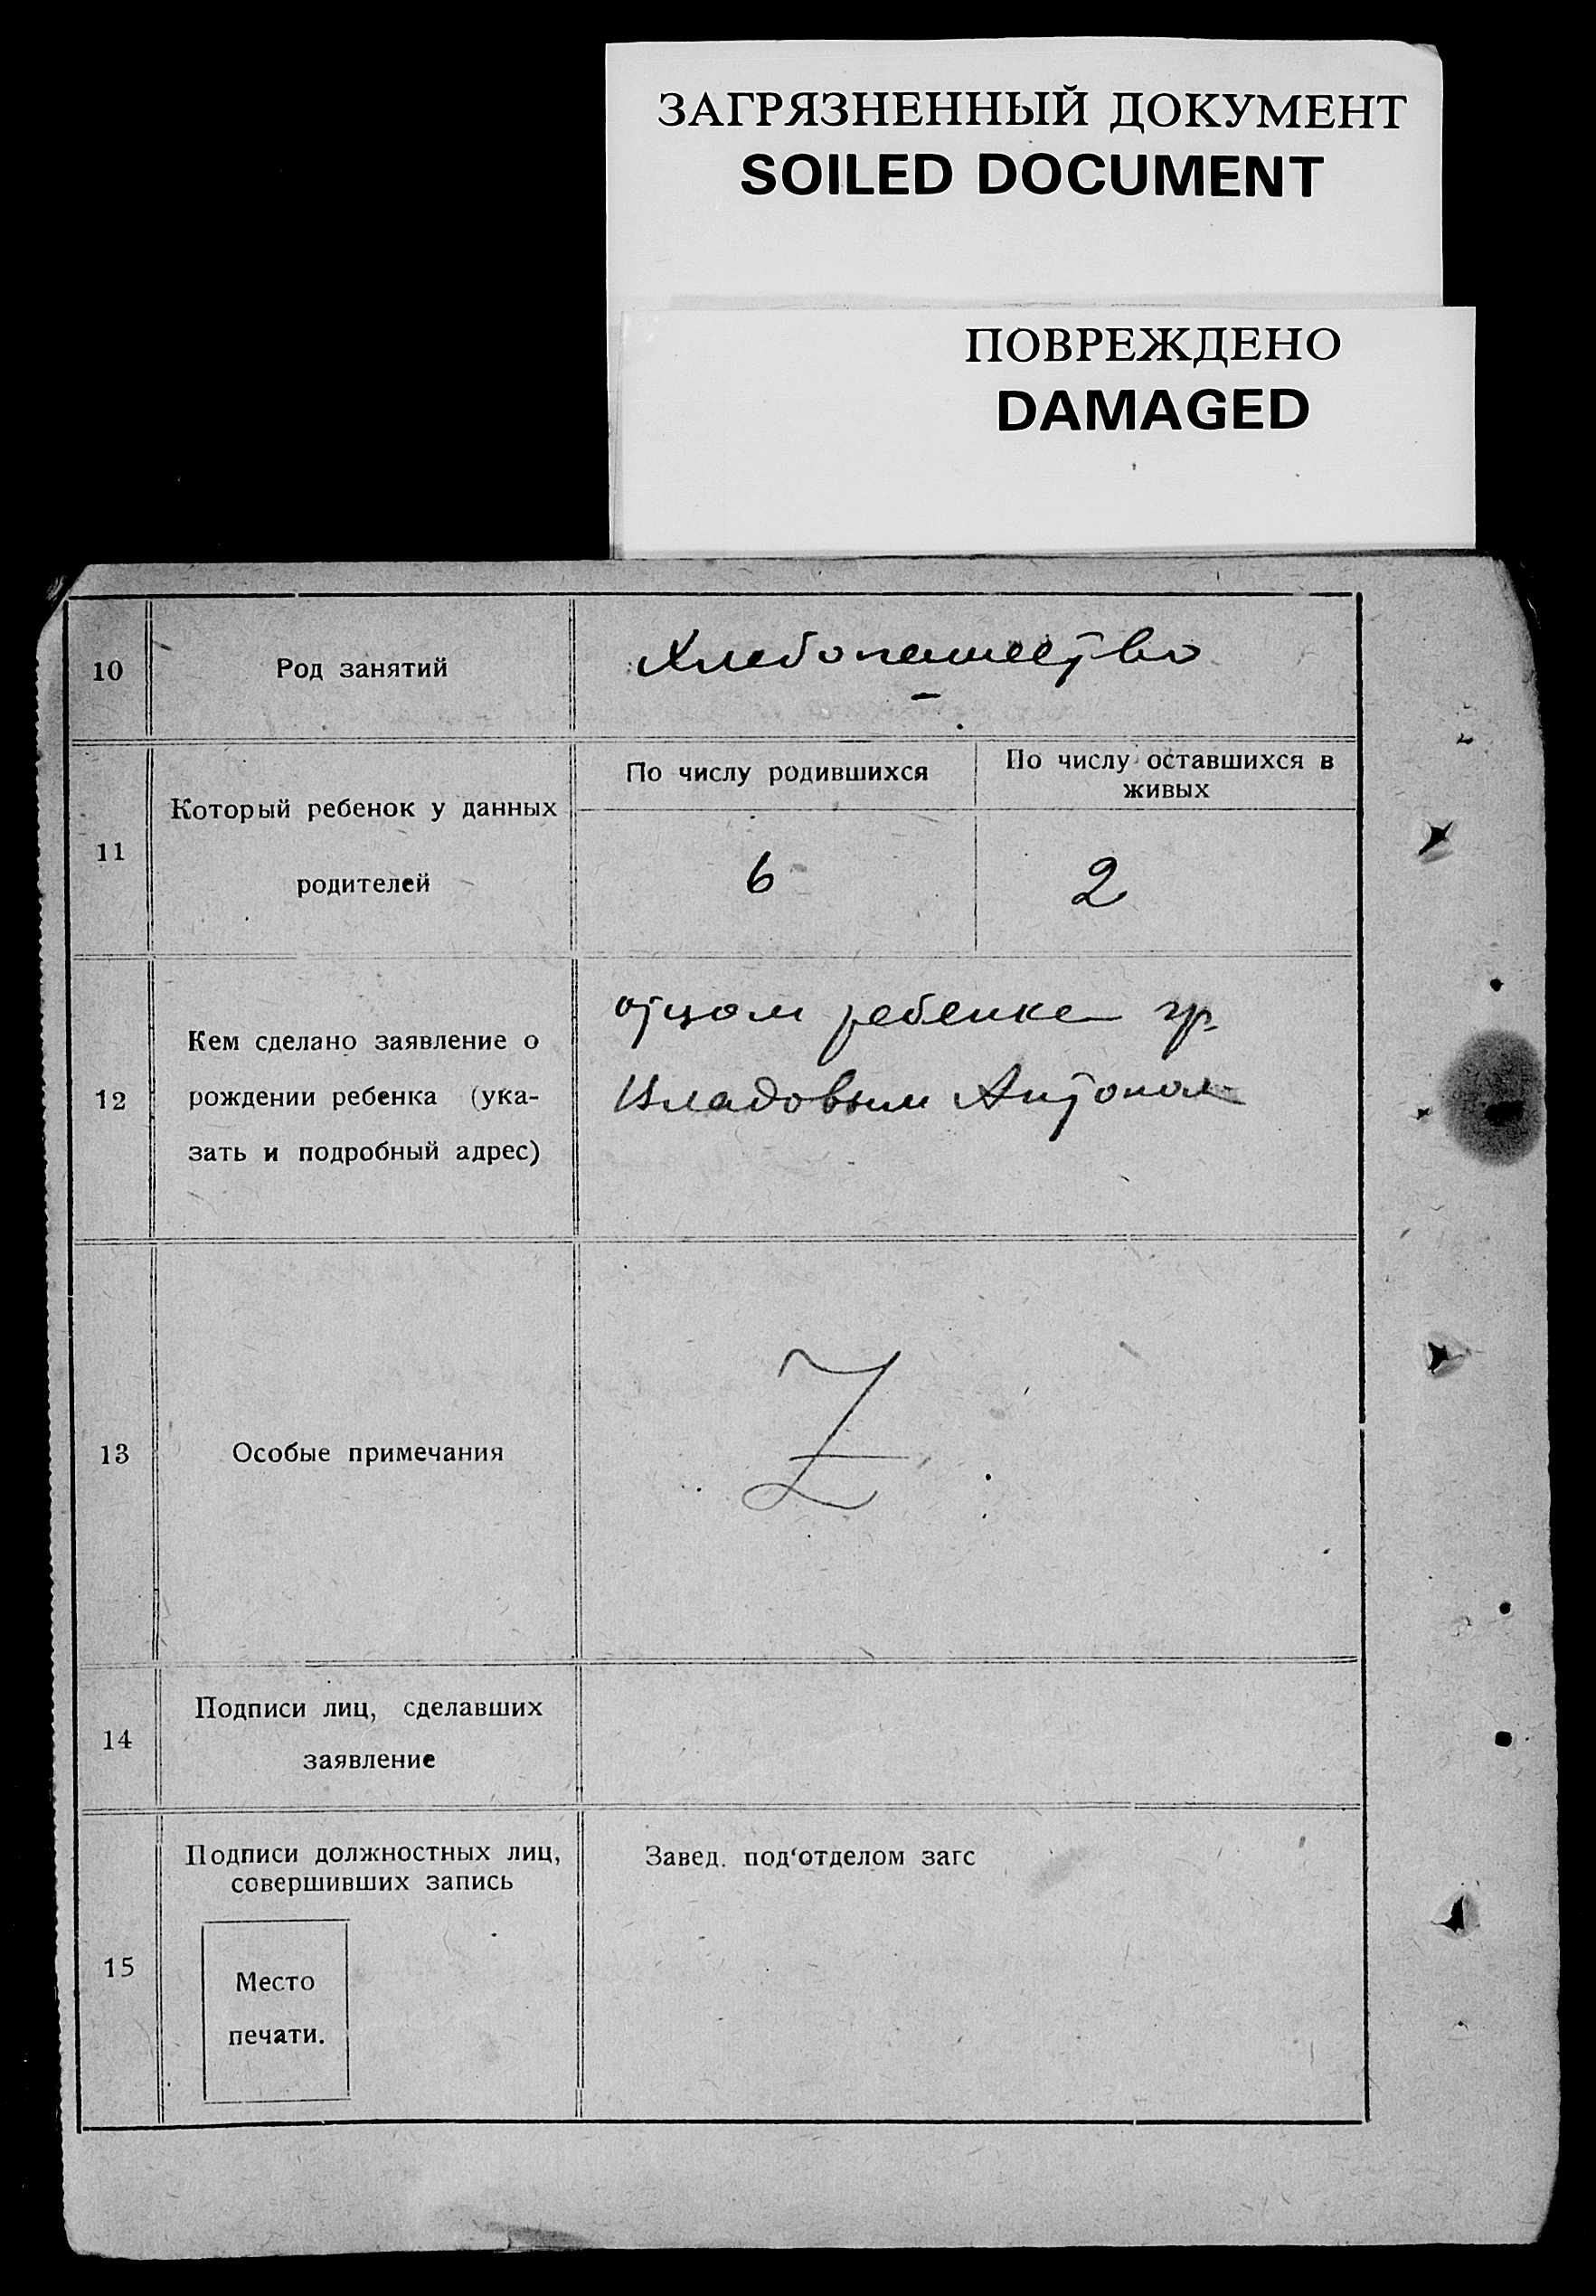 ЗАГРЯЗНЕННЫЙ ДОКУМЕНТ
SOILED DOCUMENT
ПОВРЕЖДЕНО
DAMAGED
10
Род занятий
Хлебопашество
11
Который ребенок у данных
родителей
По числу родившихся
По числу оставшихся в
живых
6
2
12
Кем сделано заявление о
рождении ребенка (ука-
зать и подробный адрес)
отцом ребенка гр.
Владовым Антоном
13
Особые примечания
Z
14
Подписи лиц, сделавших
заявление
15
Подписи должностных лиц,
совершивших запись
Место
печати.
Завед. под‘отделом загс